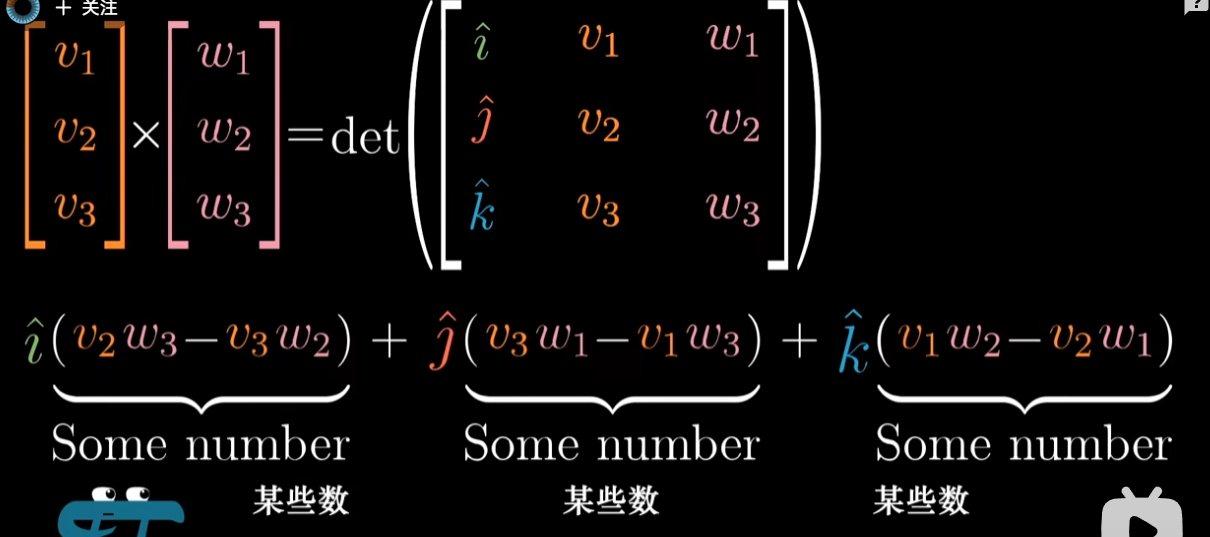 + 关注
[v₁ v₂ v₃] × [w₁ w₂ w₃] = det([î v₁ w₁
ĵ v₂ w₂
k̂ v₃ w₃])
î(v₂w₃−v₃w₂) + ĵ(v₃w₁−v₁w₃) + k̂(v₁w₂−v₂w₁)
Some number Some number Some number
某些数 某些数 某些数